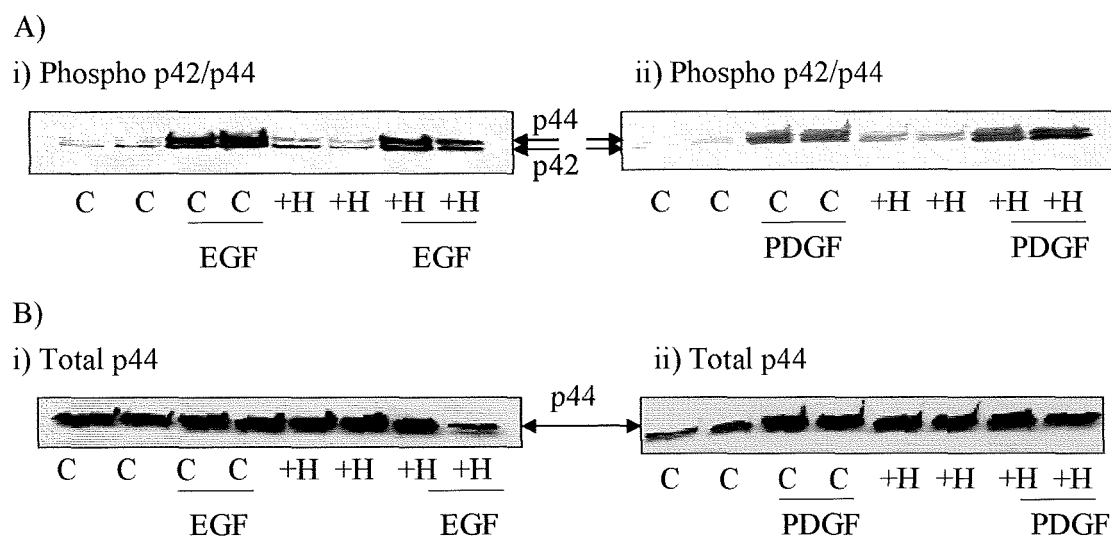 A)
i) Phospho p42/p44
ii) Phospho p42/p44
p44
p42
C C C C +H +H +H +H
EGF EGF
C C C C +H +H +H +H
PDGF PDGF
B)
i) Total p44
ii) Total p44
p44
C C C C +H +H +H +H
EGF EGF
C C C C +H +H +H +H
PDGF PDGF